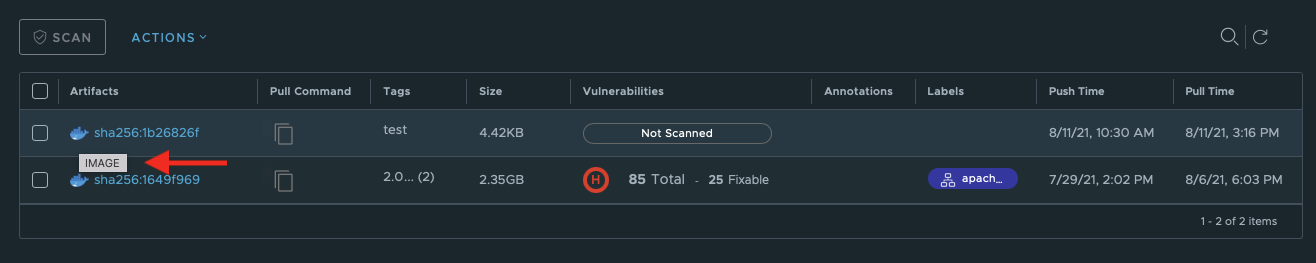 SCAN ACTIONS
Artifacts Pull Command Tags Size Vulnerabilities Annotations Labels Push Time Pull Time
sha256:1b26826f test 4.42KB Not Scanned 8/11/21, 10:30 AM 8/11/21, 3:16 PM
IMAGE
sha256:1649f969 2.0... (2) 2.35GB H 85 Total - 25 Fixable apach_ 7/29/21, 2:02 PM 8/6/21, 6:03 PM
1 - 2 of 2 items